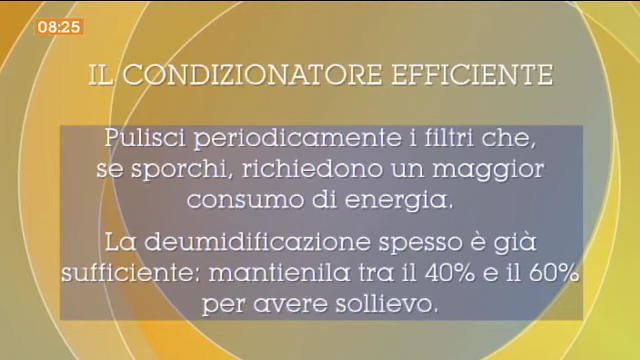 08:25
IL CONDIZIONATORE EFFICIENTE
Pulisci periodicamente i filtri che,
se sporchi, richiedono un maggior
consumo di energia.
La deumidificazione spesso è già
sufficiente: mantienila tra il 40% e il 60%
per avere sollievo.